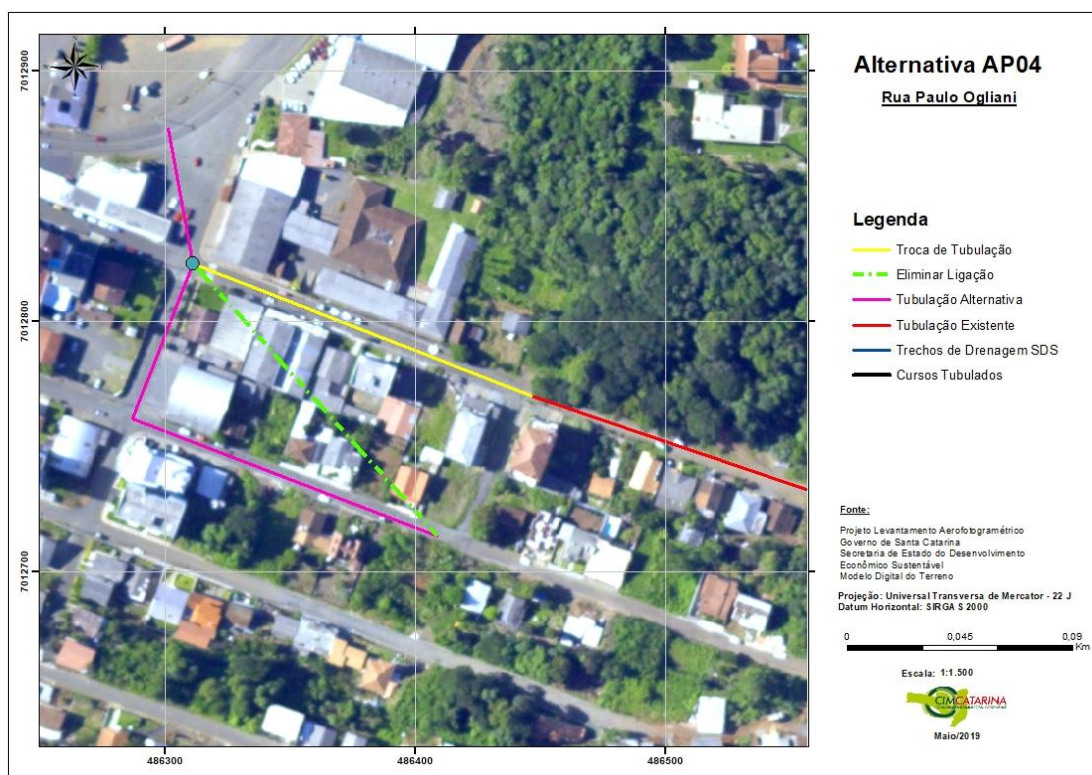 Alternativa AP04
Rua Paulo Ogliani
Legenda
Troca de Tubulação
Eliminar Ligação
Tubulação Alternativa
Tubulação Existente
Trechos de Drenagem SDS
Cursos Tubulados
Fonte:
Projeto Levantamento Aerofotogramétrico
Governo de Santa Catarina
Secretaria de Estado do Desenvolvimento
Econômico Sustentável
Modelo Digital do Terreno
Projeção: Universal Transversa de Mercator - 22 J
Datum Horizontal: SIRGA S 2000
0 0,045 0,09
Km
Escala: 1:1.500
CIMCATARINA
Maio/2019
7012900
7012800
7012700
486300 486400 486500